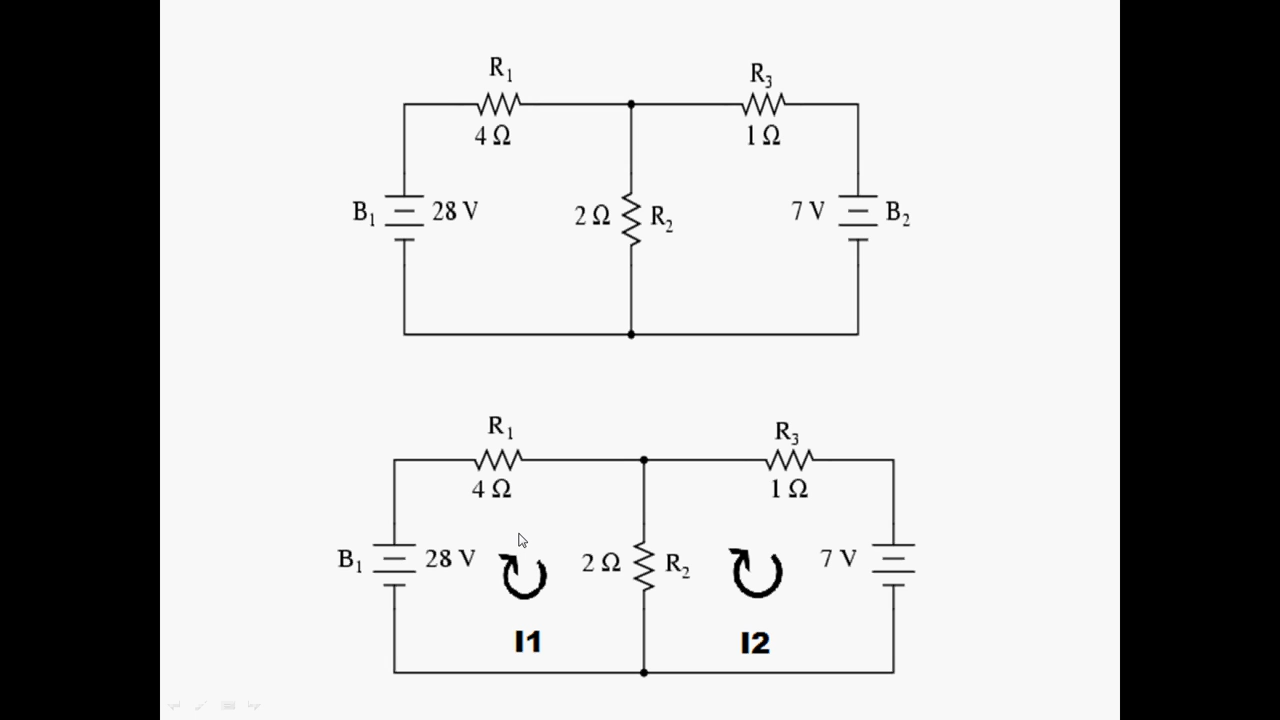 R1 R3
4 Ω 1 Ω
B1 28 V 2 Ω R2 7 V B2
R1 R3
4 Ω 1 Ω
B1 28 V 2 Ω R2 7 V
I1 I2